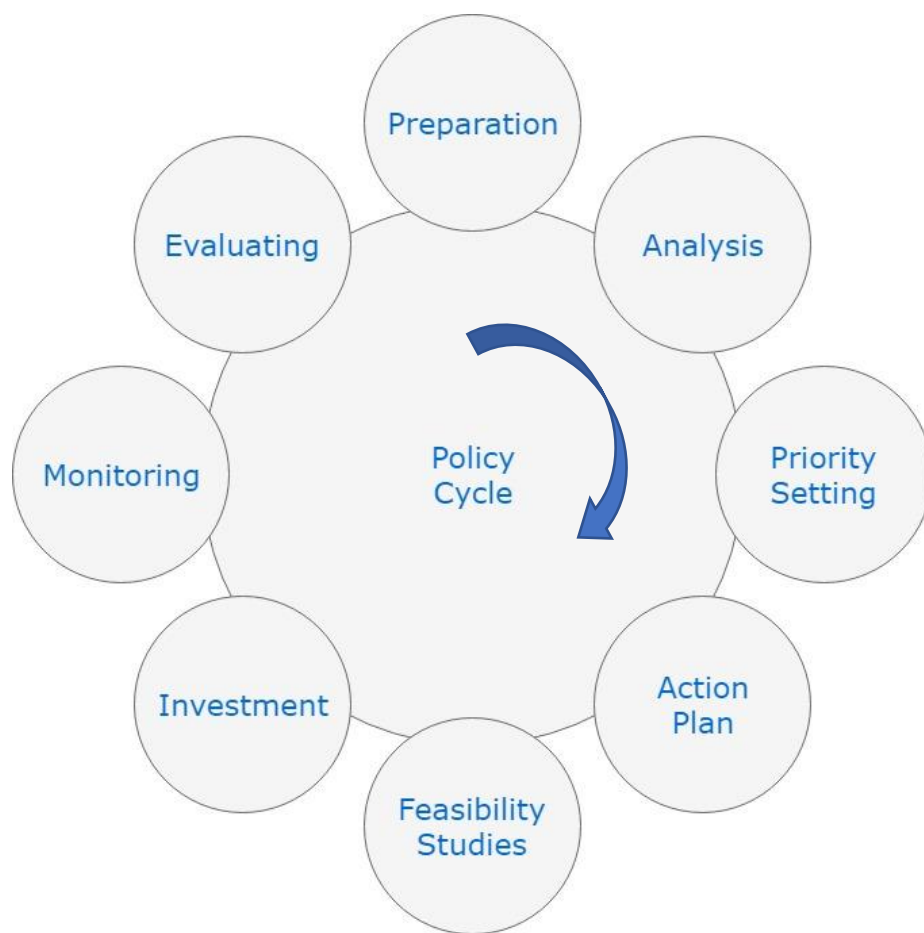 Preparation
Analysis
Priority
Setting
Action
Plan
Feasibility
Studies
Investment
Monitoring
Evaluating
Policy
Cycle